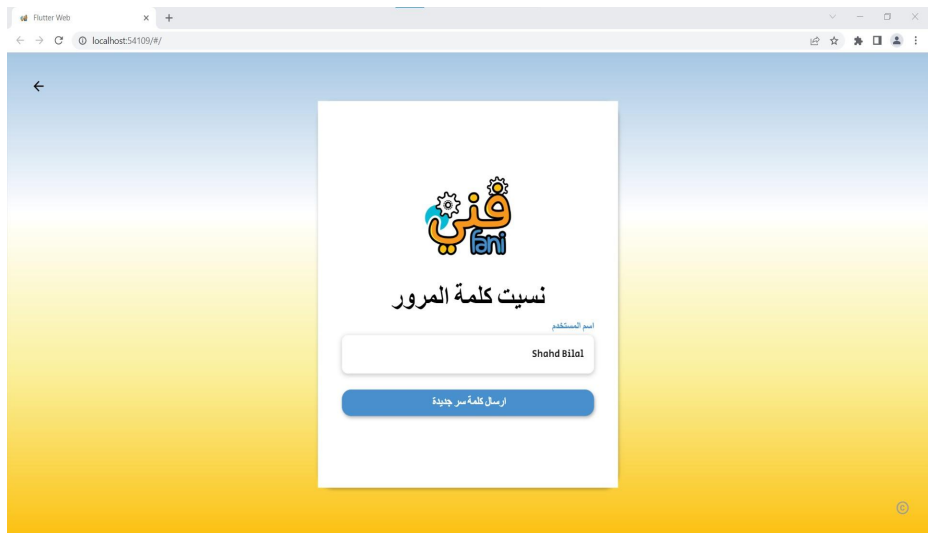 Flutter Web
localhost:54109/#/
فني
fani
نسيت كلمة المرور
اسم المستخدم
Shahd Bilal
ارسال كلمة سر جديدة
©